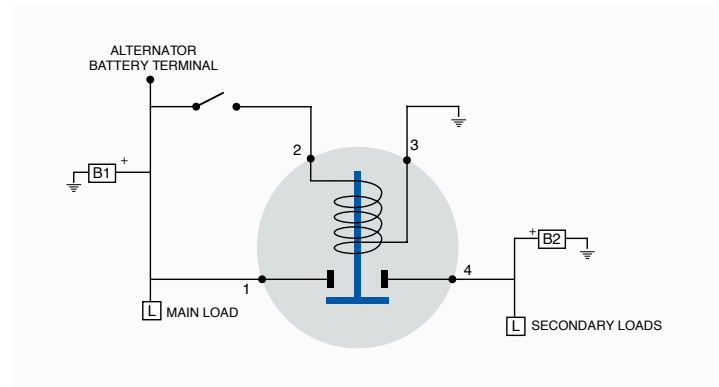 ALTERNATOR
BATTERY TERMINAL
2
3
+
B1
+
B2
4
1
L MAIN LOAD
L SECONDARY LOADS